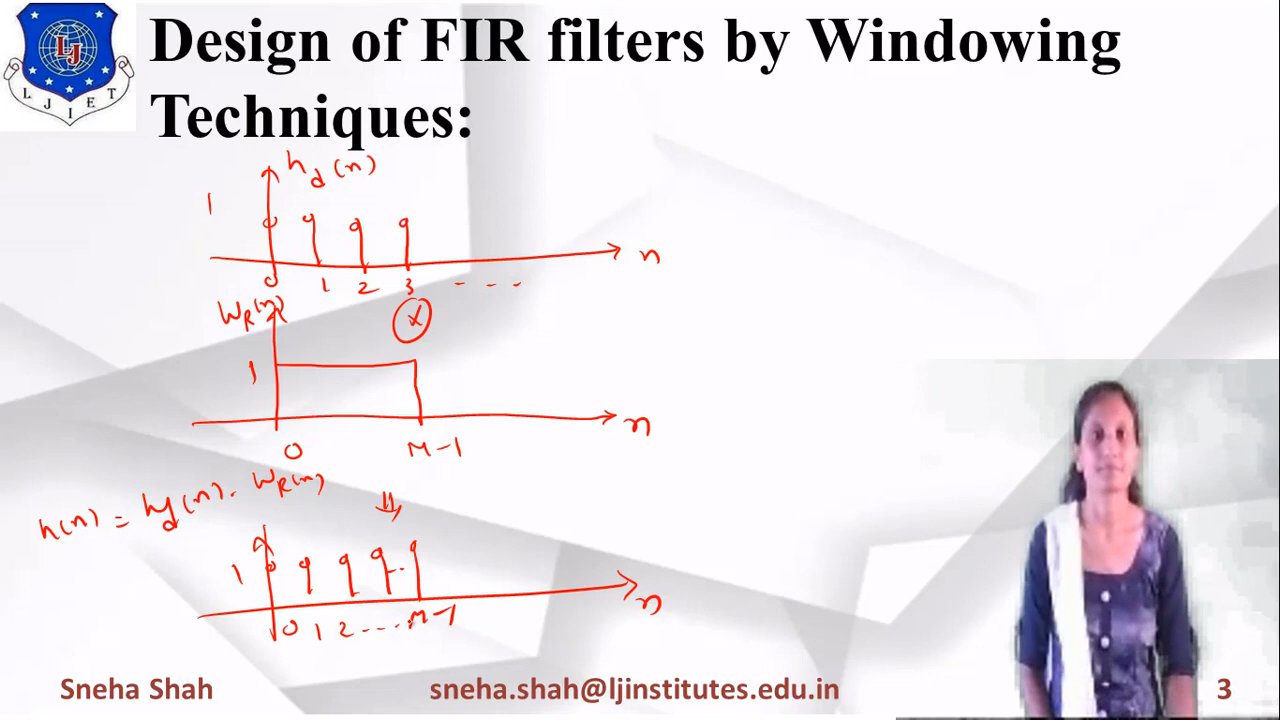 Design of FIR filters by Windowing
Techniques:
L J I E T
LJ
h_d(n)
1
n
0 1 2 3 - - -
W_R(n)
×
1
n
0 M-1
h(n) = h_d(n) . W_R(n)
1
n
0 1 2 .... M-1
Sneha Shah sneha.shah@ljinstitutes.edu.in 3